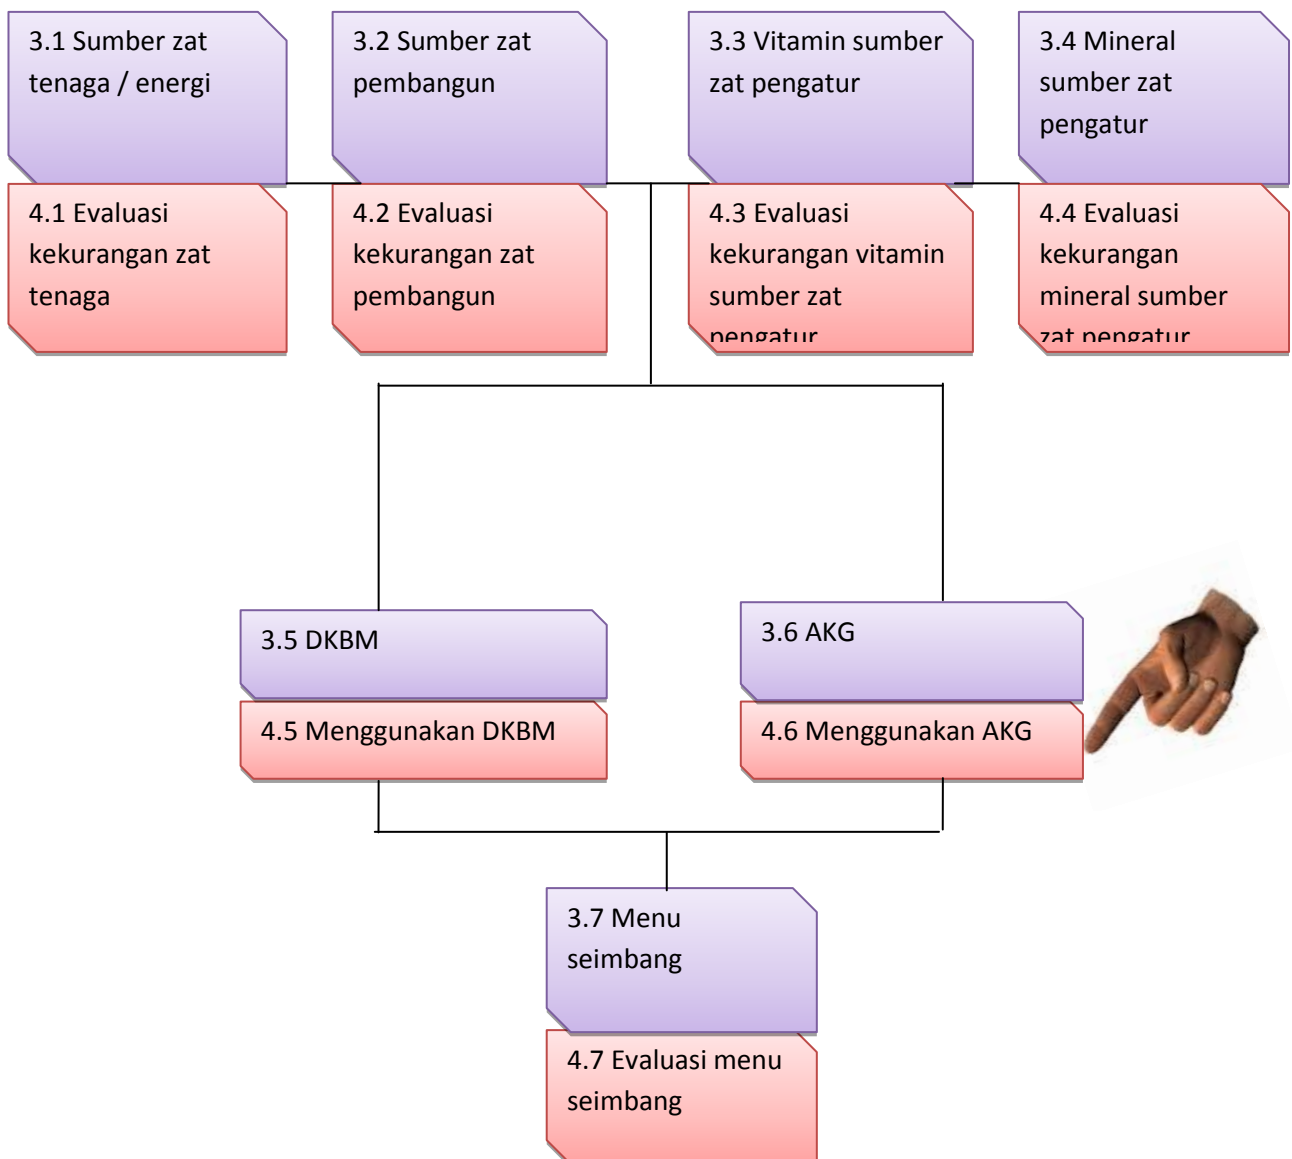 3.1 Sumber zat
tenaga / energi
3.2 Sumber zat
pembangun
3.3 Vitamin sumber
zat pengatur
3.4 Mineral
sumber zat
pengatur
4.1 Evaluasi
kekurangan zat
tenaga
4.2 Evaluasi
kekurangan zat
pembangun
4.3 Evaluasi
kekurangan vitamin
sumber zat
pengatur
4.4 Evaluasi
kekurangan
mineral sumber
zat pengatur
3.5 DKBM
4.5 Menggunakan DKBM
3.6 AKG
4.6 Menggunakan AKG
3.7 Menu
seimbang
4.7 Evaluasi menu
seimbang